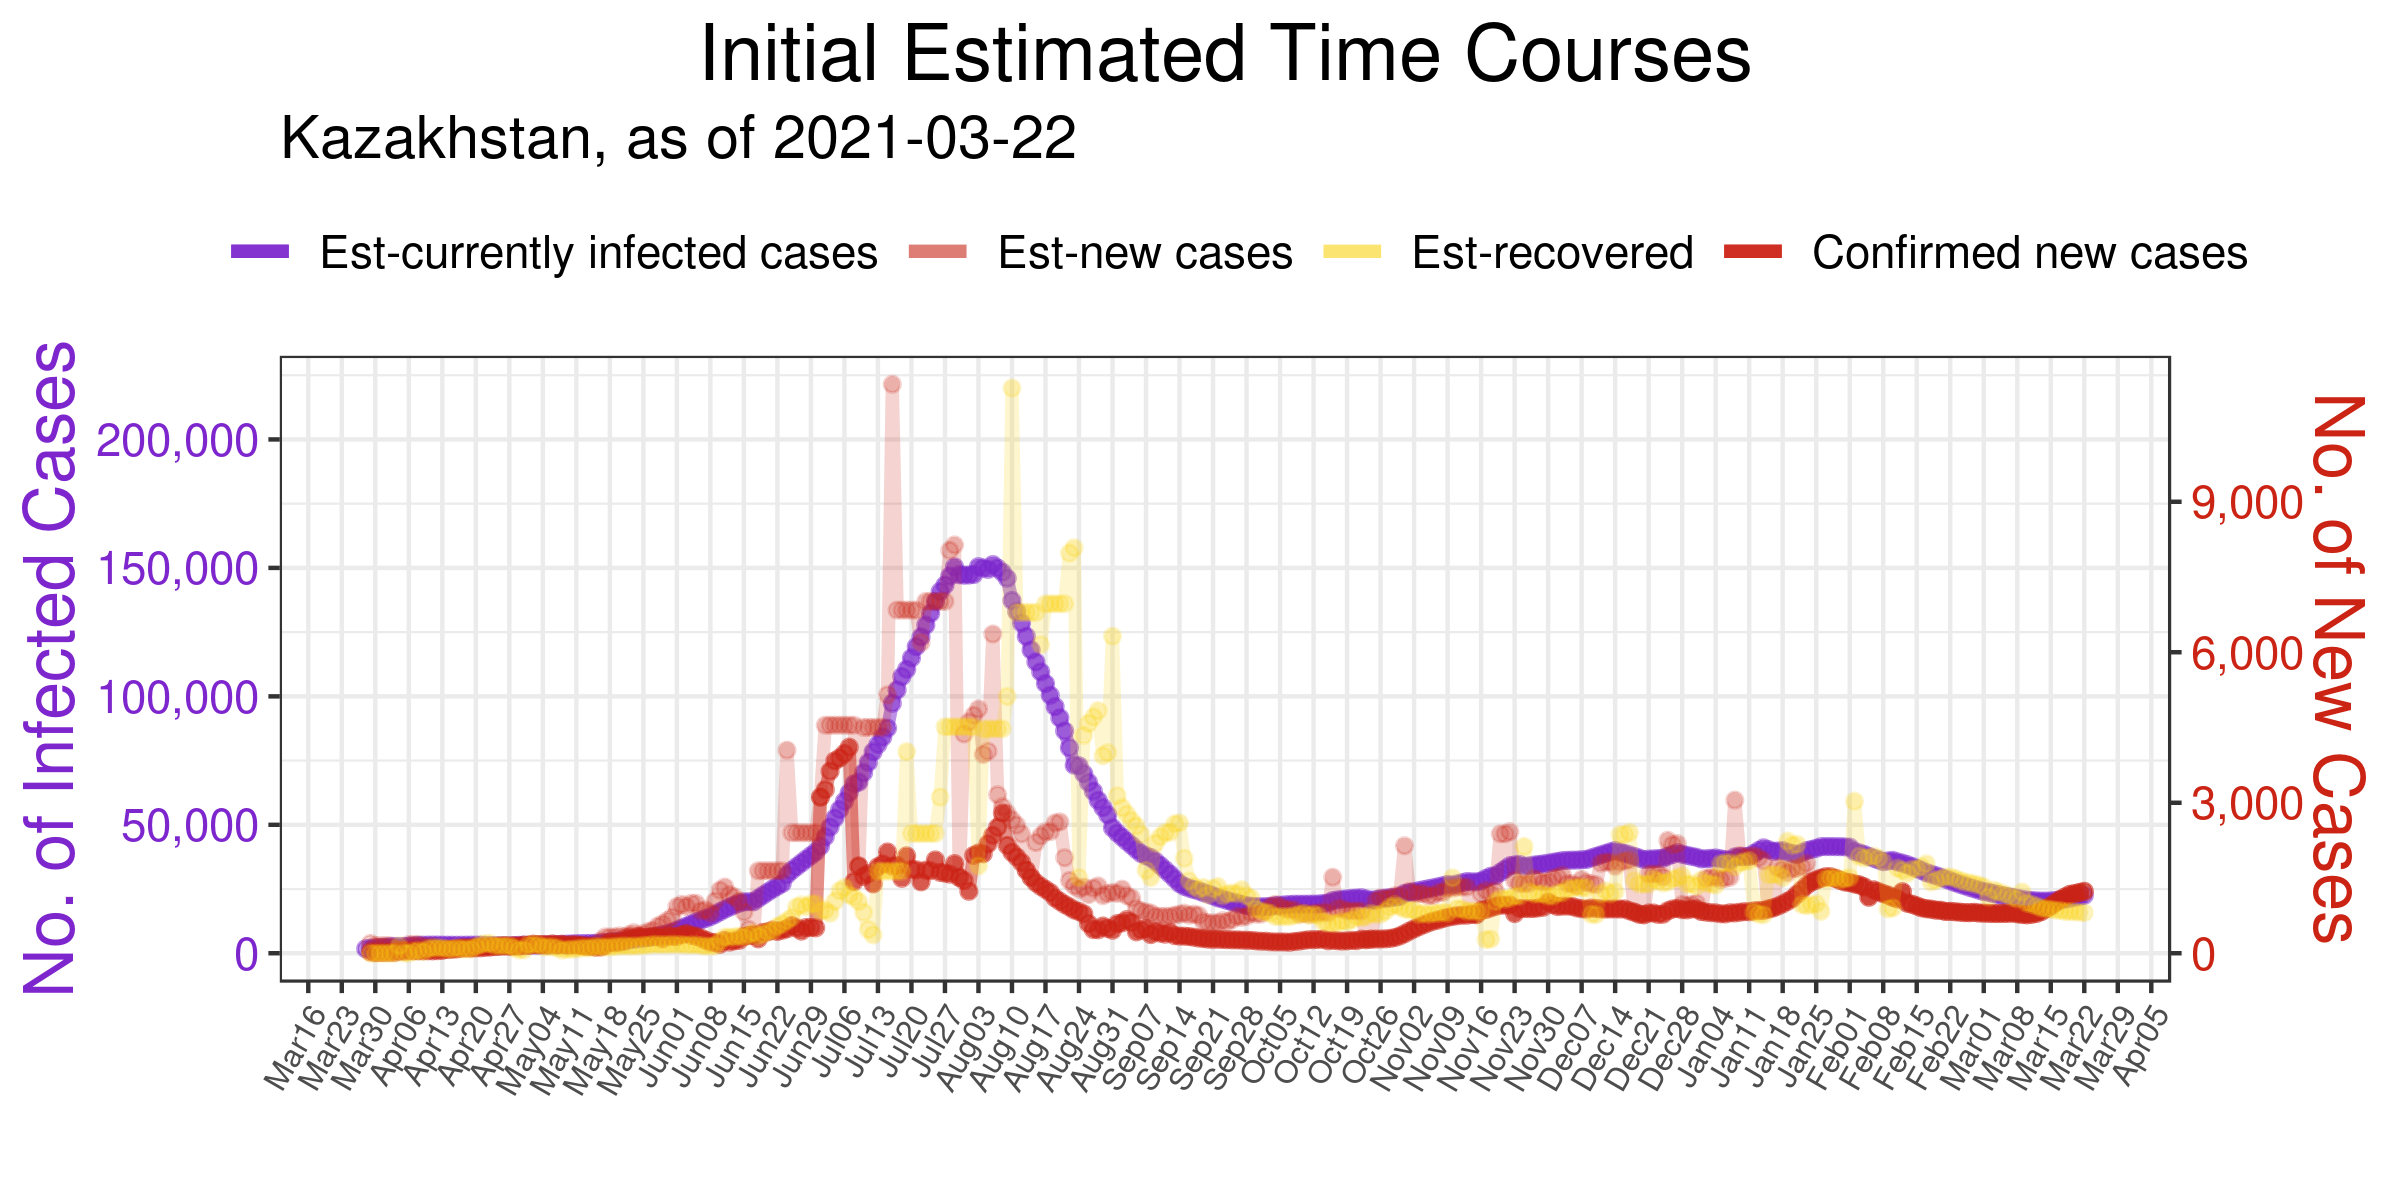 Initial Estimated Time Courses
Kazakhstan, as of 2021-03-22
Est-currently infected cases
Est-new cases
Est-recovered
Confirmed new cases
No. of Infected Cases
200,000
150,000
100,000
50,000
0
9,000
6,000
3,000
0
No. of New Cases
Mar16
Mar23
Mar30
Apr06
Apr13
Apr20
Apr27
May04
May11
May18
May25
Jun01
Jun08
Jun15
Jun22
Jun29
Jul06
Jul13
Jul20
Jul27
Aug03
Aug10
Aug17
Aug24
Aug31
Sep07
Sep14
Sep21
Sep28
Oct05
Oct12
Oct19
Oct26
Nov02
Nov09
Nov16
Nov23
Nov30
Dec07
Dec14
Dec21
Dec28
Jan04
Jan11
Jan18
Jan25
Feb01
Feb08
Feb15
Feb22
Mar01
Mar08
Mar15
Mar22
Mar29
Apr05